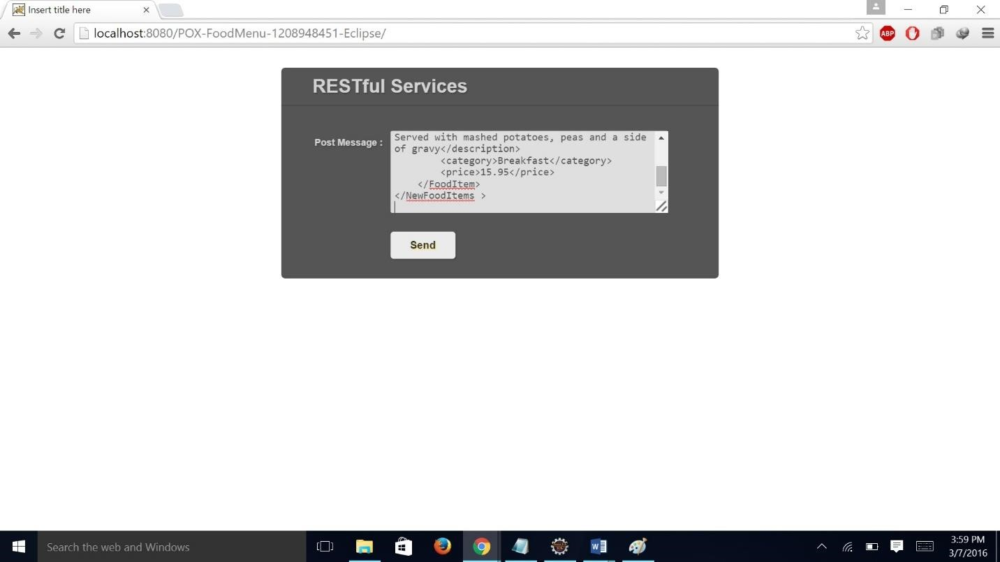 Insert title here
localhost:8080/POX-FoodMenu-1208948451-Eclipse/
ABP
RESTful Services
Post Message :
Served with mashed potatoes, peas and a side
of gravy</description>
<category>Breakfast</category>
<price>15.95</price>
</FoodItem>
</NewFoodItems >
Send
Search the web and Windows
3:59 PM
3/7/2016